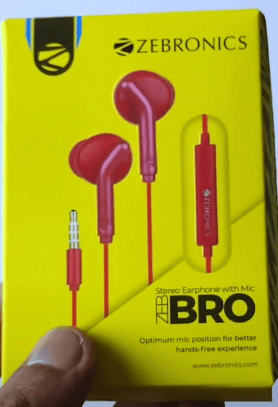 ZEBRONICS
ZEBRONICS
Stereo Earphone with Mic
ZEB
BRO
Optimum mic position for better
hands-free experience
www.zebronics.com